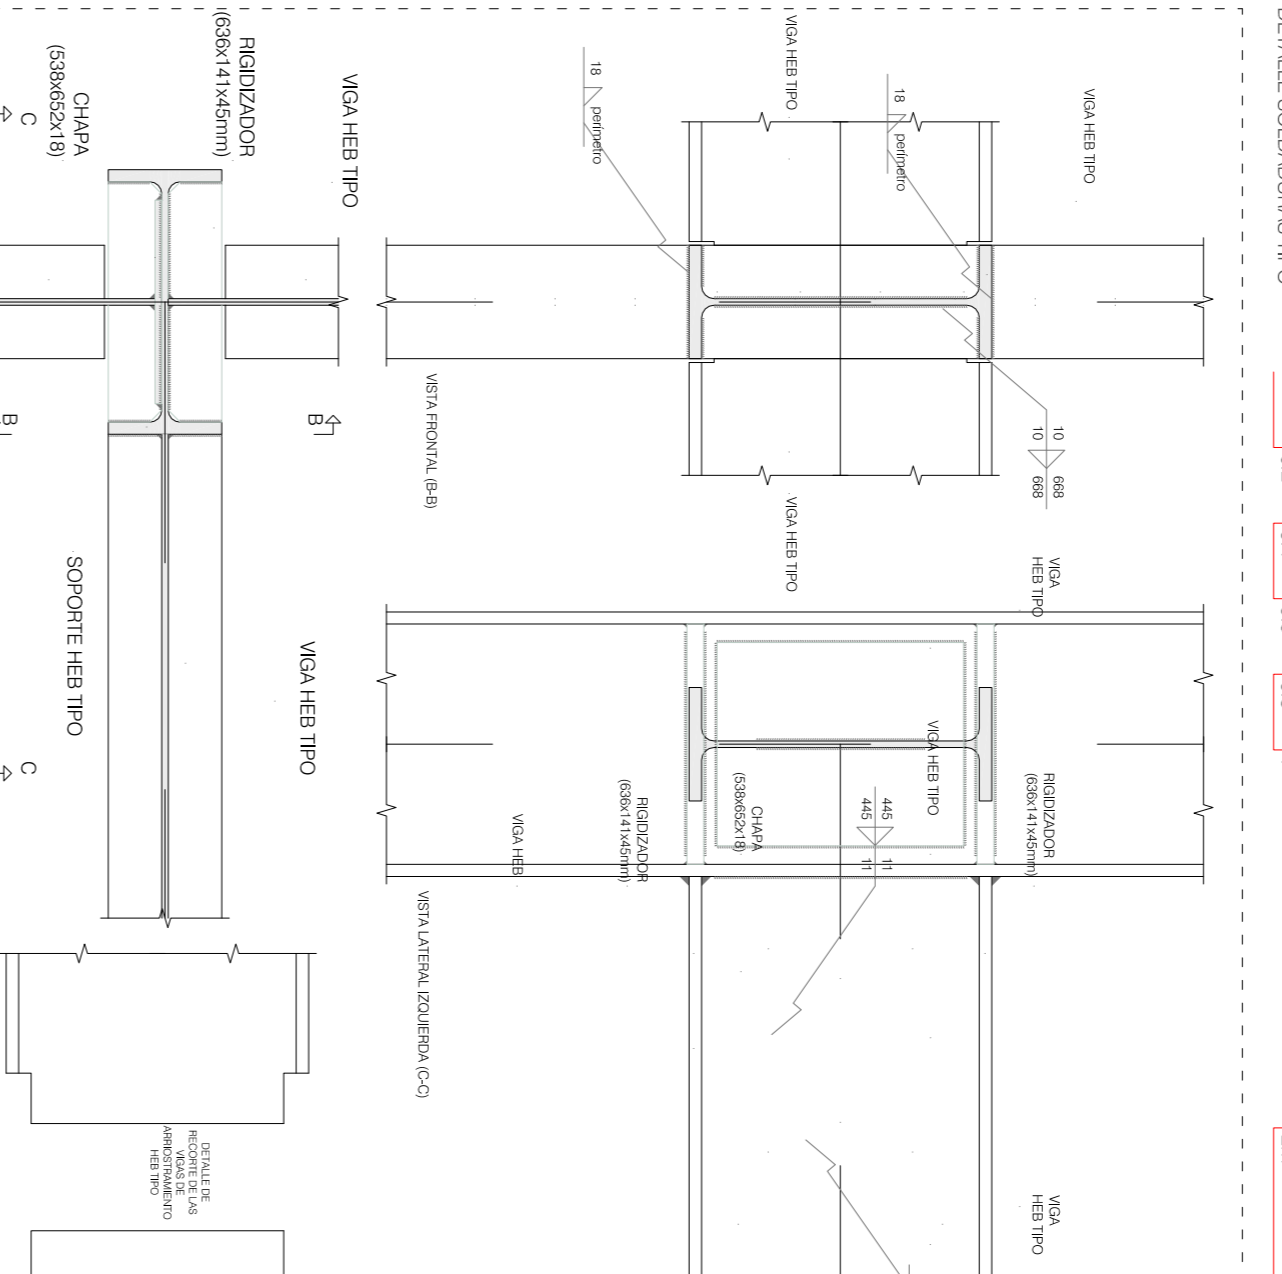 DETALLE SOLDADURAS TIPO
RIGIDIZADOR
(636x141x45mm)
CHAPA
(538x652x18)
C
VIGA HEB TIPO
18
perímetro
VIGA HEB TIPO
18
perímetro
VIGA HEB TIPO
B
B
VISTA FRONTAL (B-B)
10
10
668
668
VIGA HEB TIPO
SOPORTE HEB TIPO
VIGA HEB TIPO
VIGA
HEB TIPO
VIGA HEB TIPO
C
RIGIDIZADOR
(636x141x45mm)
CHAPA
(538x652x18)
RIGIDIZADOR
(636x141x45mm)
445
445
11
11
VIGA HEB
VISTA LATERAL IZQUIERDA (C-C)
DETALLE DE
RECORTE DE LAS
VIGAS DE
ARRIOSTRAMIENTO
HEB TIPO
VIGA
HEB TIPO